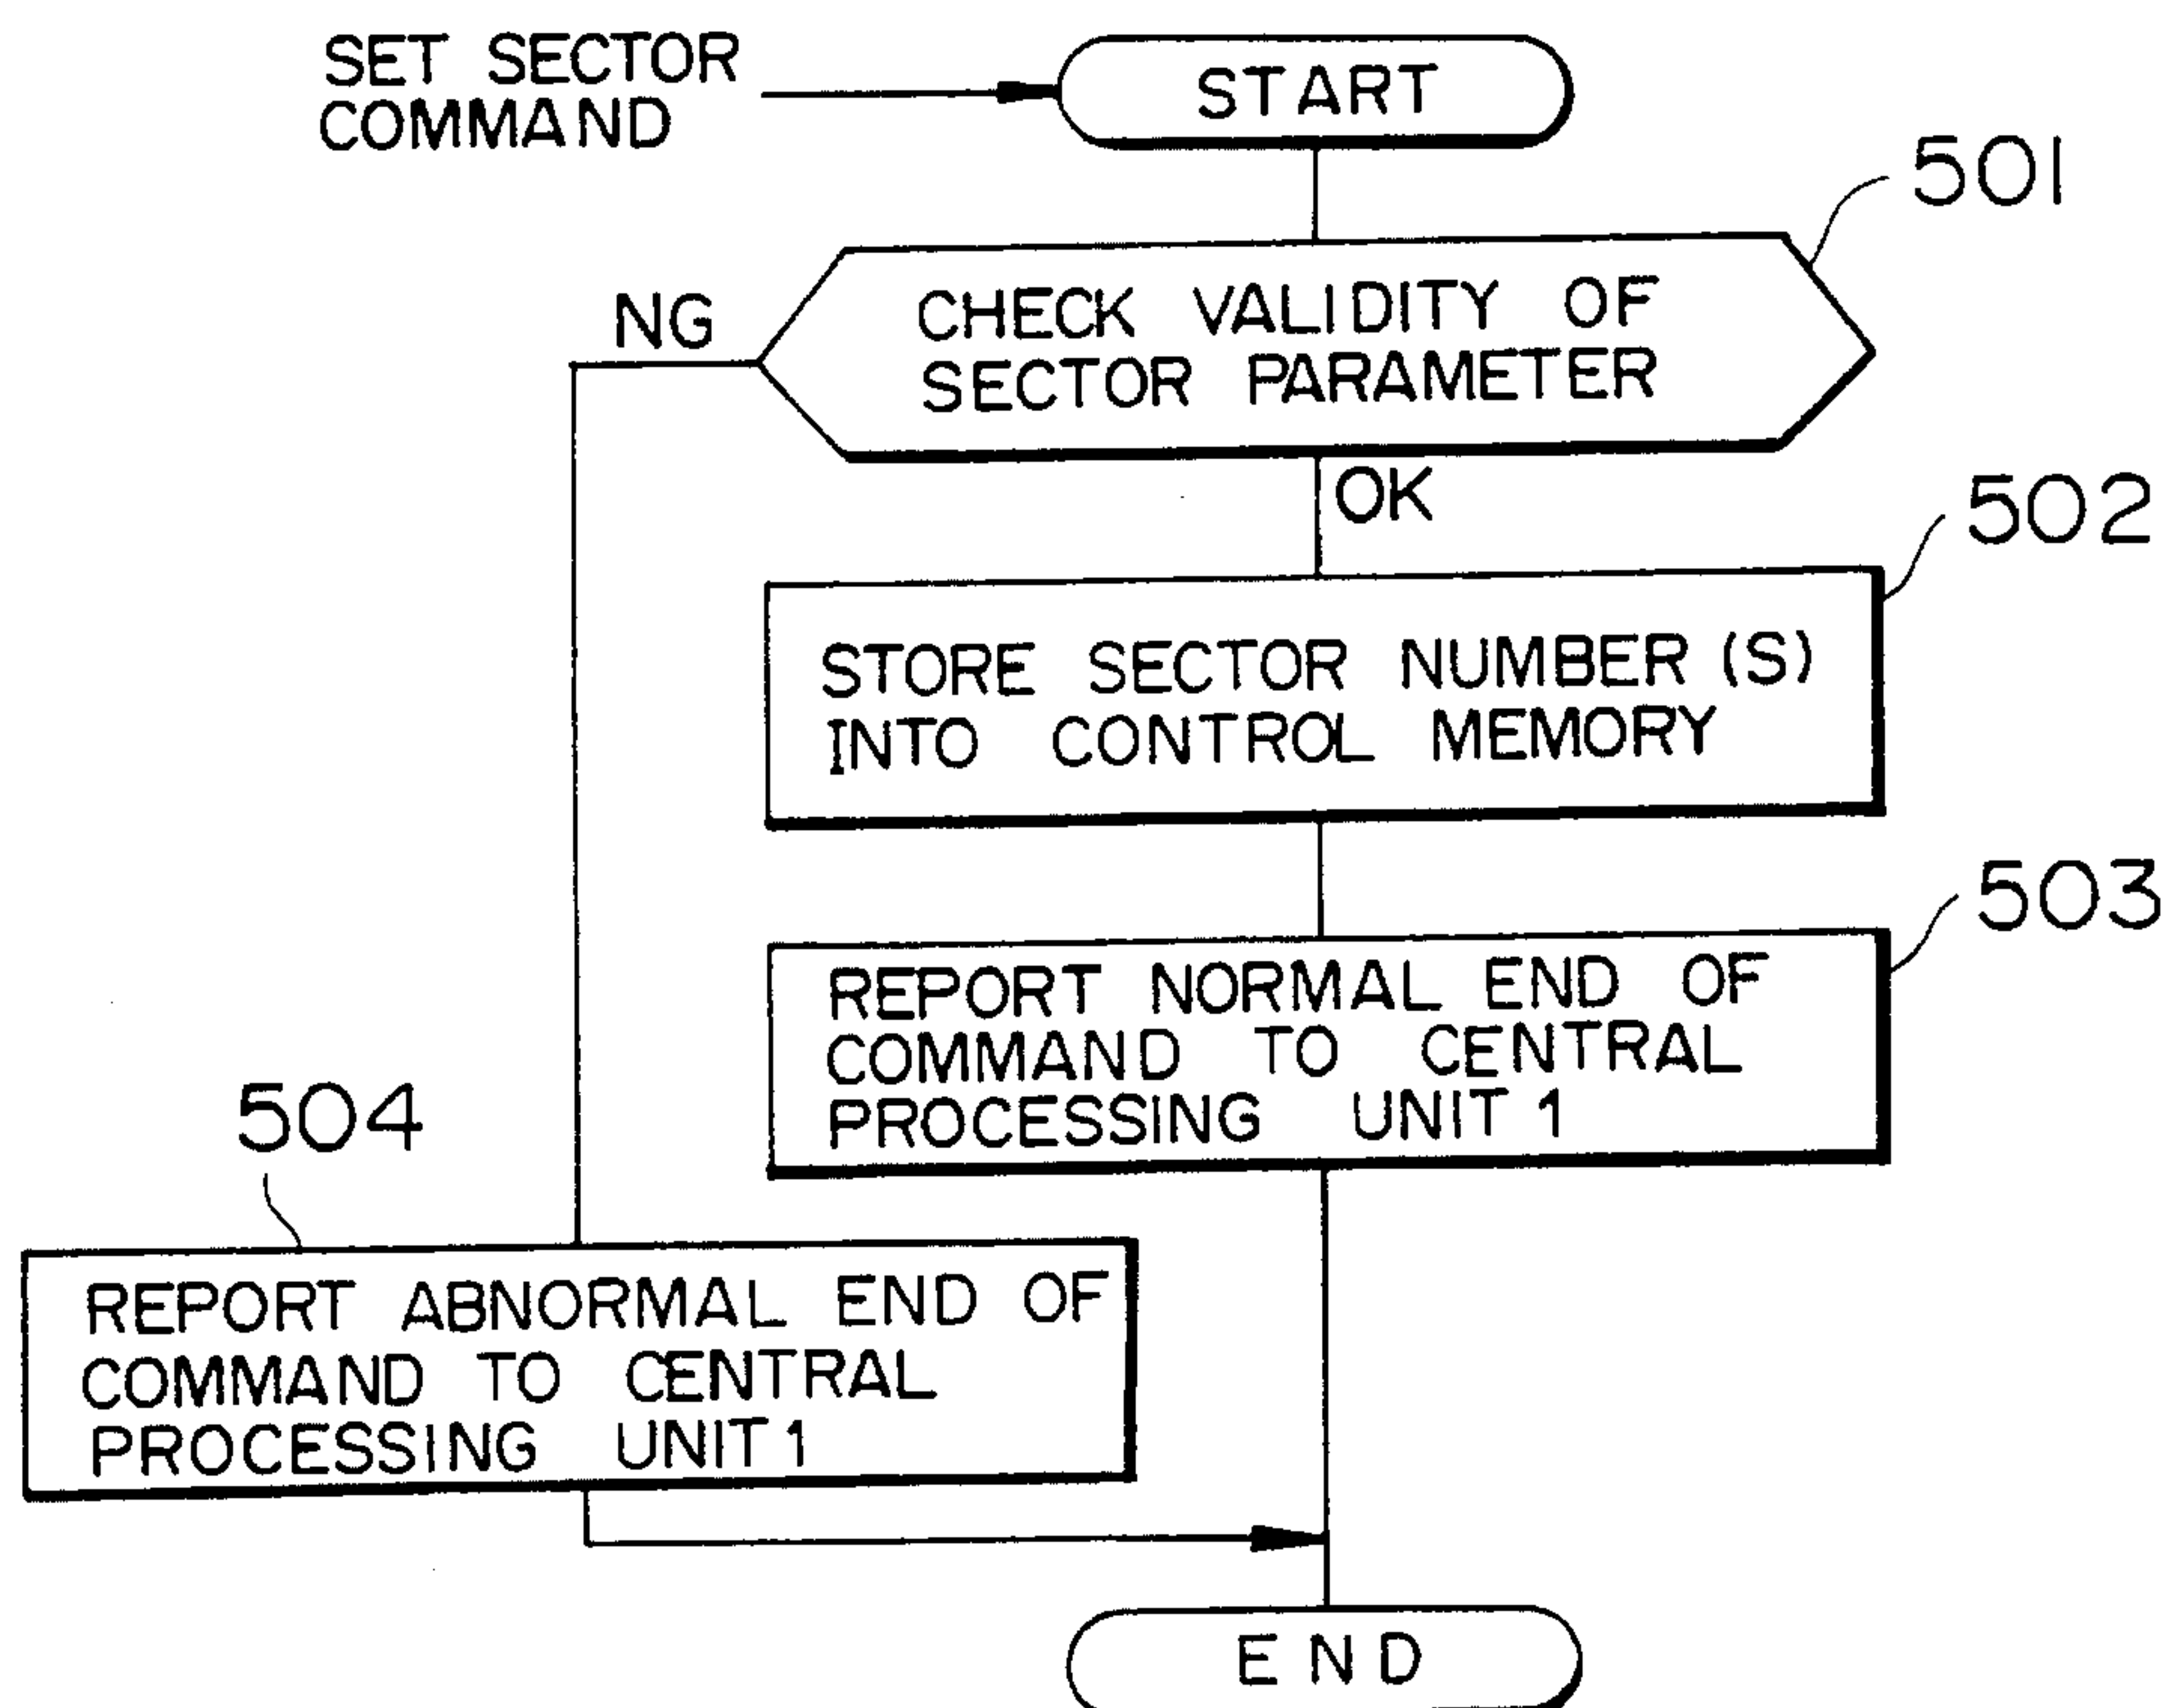 SET SECTOR
COMMAND
START
501
CHECK VALIDITY OF
SECTOR PARAMETER
NG
OK
502
STORE SECTOR NUMBER (S)
INTO CONTROL MEMORY
503
REPORT NORMAL END OF
COMMAND TO CENTRAL
PROCESSING UNIT 1
504
REPORT ABNORMAL END OF
COMMAND TO CENTRAL
PROCESSING UNIT 1
END